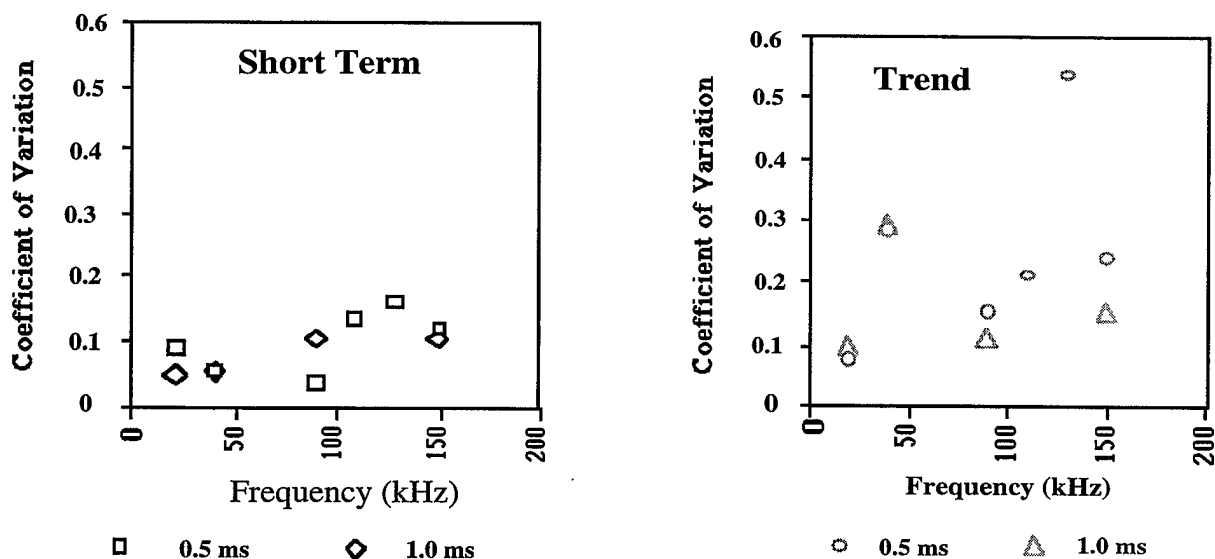 Short Term
Coefficient of Variation
0.6
0.5
0.4
0.3
0.2
0.1
0
0
50
100
150
200
Frequency (kHz)
0.5 ms
1.0 ms
Trend
Coefficient of Variation
0.6
0.5
0.4
0.3
0.2
0.1
0
0
50
100
150
200
Frequency (kHz)
0.5 ms
1.0 ms